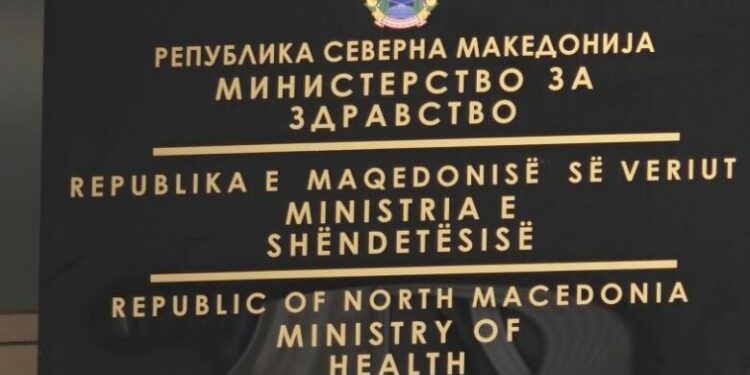 РЕПУБЛИКА СЕВЕРНА МАКЕДОНИЈА
МИНИСТЕРСТВО ЗА
ЗДРАВСТВО
REPUBLIKA E MAQEDONISË SË VERIUT
MINISTRIA E
SHËNDETËSISË
REPUBLIC OF NORTH MACEDONIA
MINISTRY OF
HEALTH